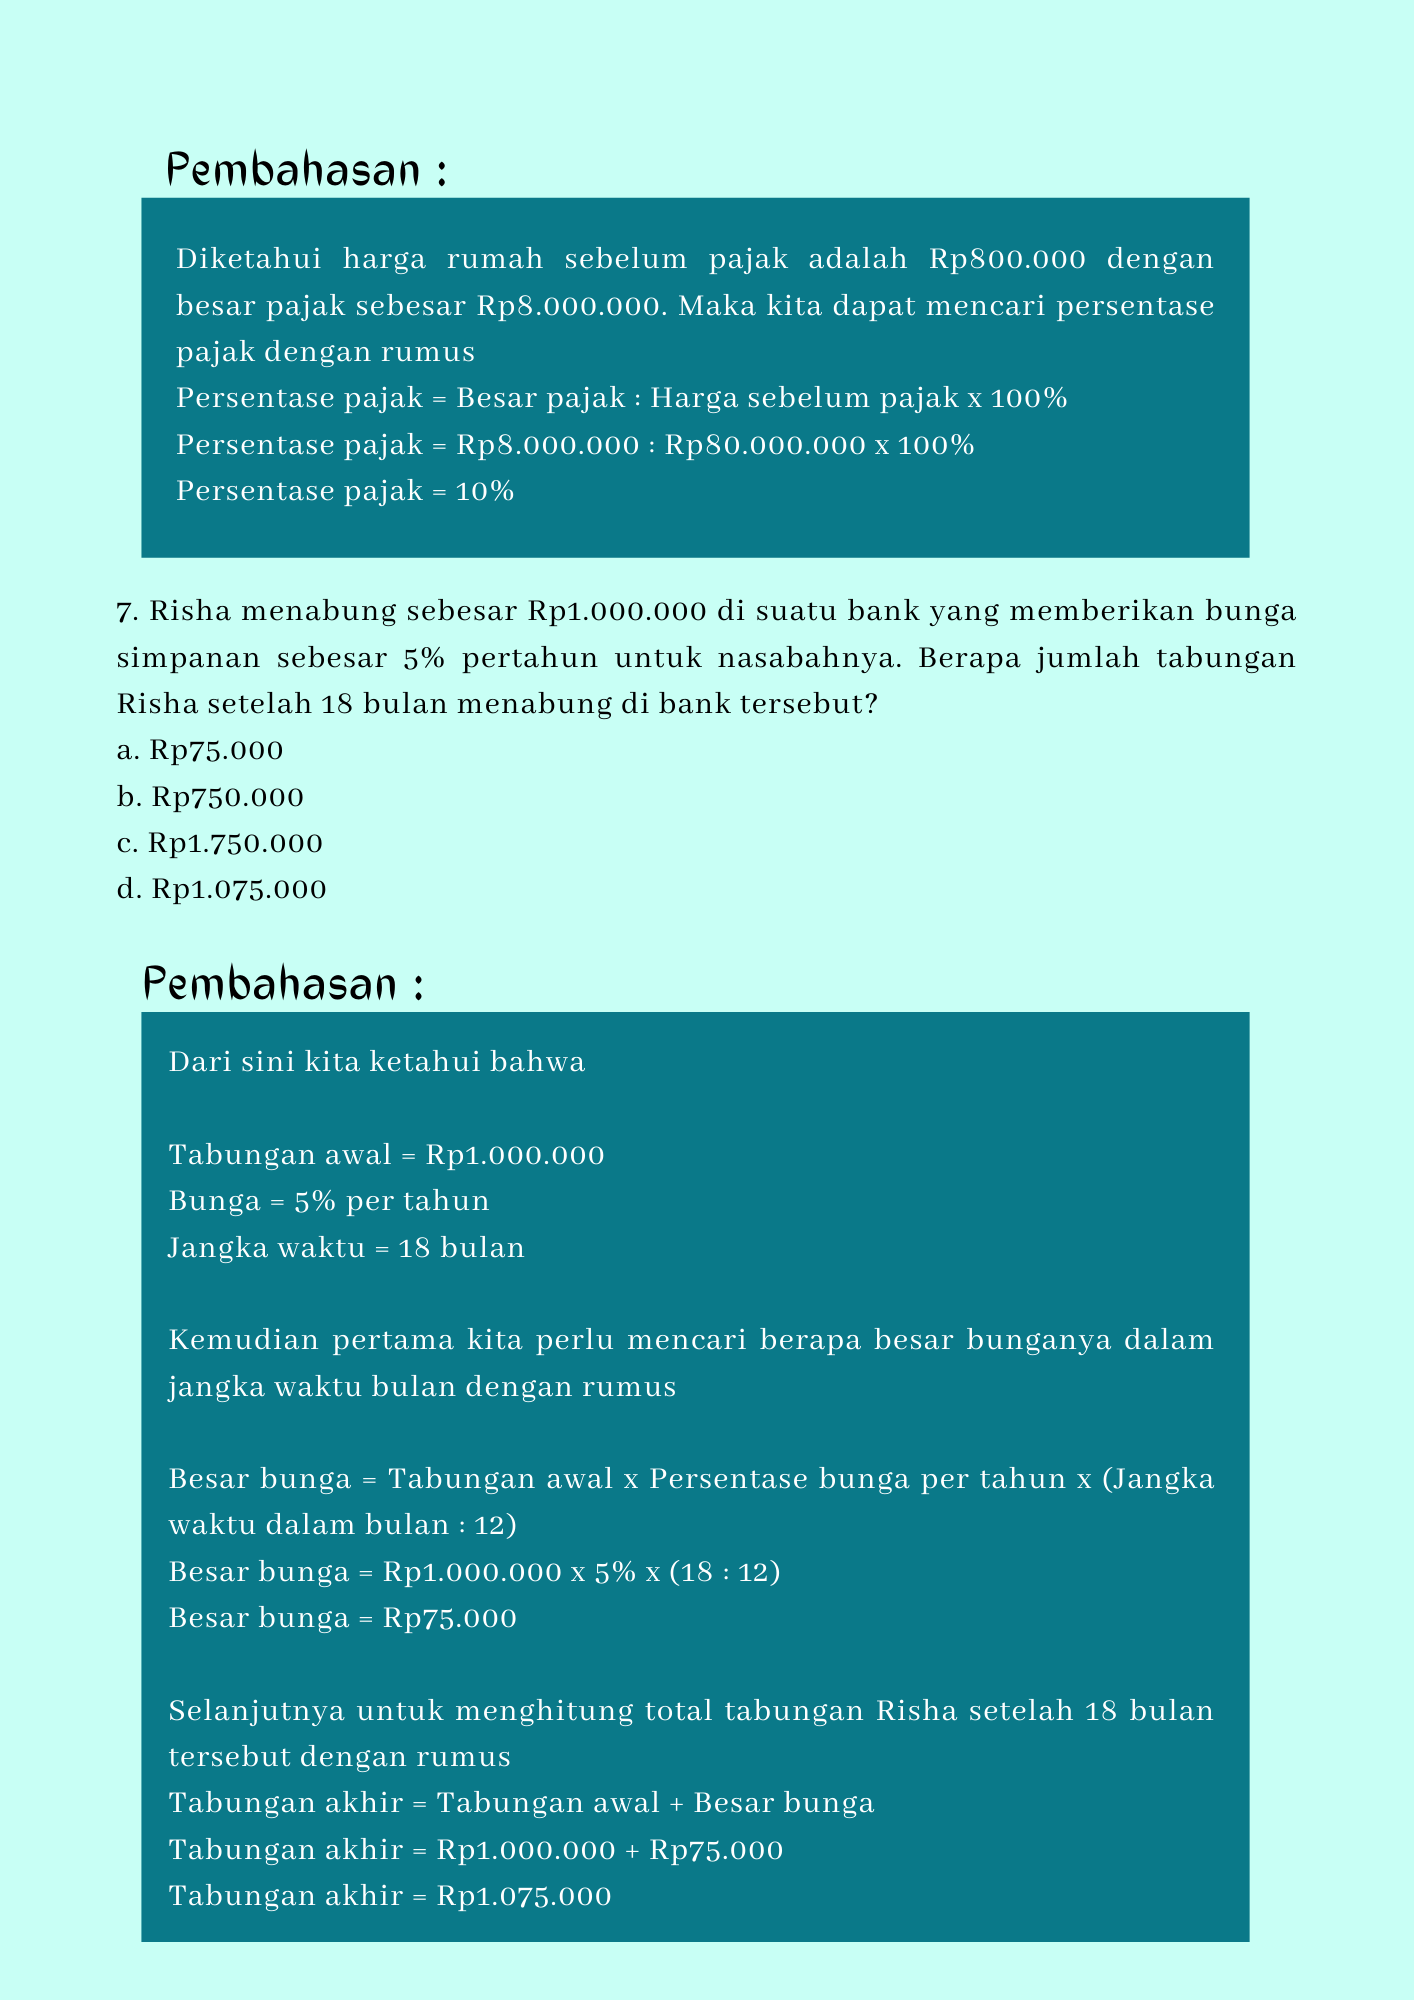 Pembahasan :
Diketahui harga rumah sebelum pajak adalah Rp800.000 dengan
besar pajak sebesar Rp8.000.000. Maka kita dapat mencari persentase
pajak dengan rumus
Persentase pajak = Besar pajak : Harga sebelum pajak x 100%
Persentase pajak = Rp8.000.000 : Rp80.000.000 x 100%
Persentase pajak = 10%
7. Risha menabung sebesar Rp1.000.000 di suatu bank yang memberikan bunga
simpanan sebesar 5% pertahun untuk nasabahnya. Berapa jumlah tabungan
Risha setelah 18 bulan menabung di bank tersebut?
a. Rp75.000
b. Rp750.000
c. Rp1.750.000
d. Rp1.075.000
Pembahasan :
Dari sini kita ketahui bahwa
Tabungan awal = Rp1.000.000
Bunga = 5% per tahun
Jangka waktu = 18 bulan
Kemudian pertama kita perlu mencari berapa besar bunganya dalam
jangka waktu bulan dengan rumus
Besar bunga = Tabungan awal x Persentase bunga per tahun x (Jangka
waktu dalam bulan : 12)
Besar bunga = Rp1.000.000 x 5% x (18 : 12)
Besar bunga = Rp75.000
Selanjutnya untuk menghitung total tabungan Risha setelah 18 bulan
tersebut dengan rumus
Tabungan akhir = Tabungan awal + Besar bunga
Tabungan akhir = Rp1.000.000 + Rp75.000
Tabungan akhir = Rp1.075.000